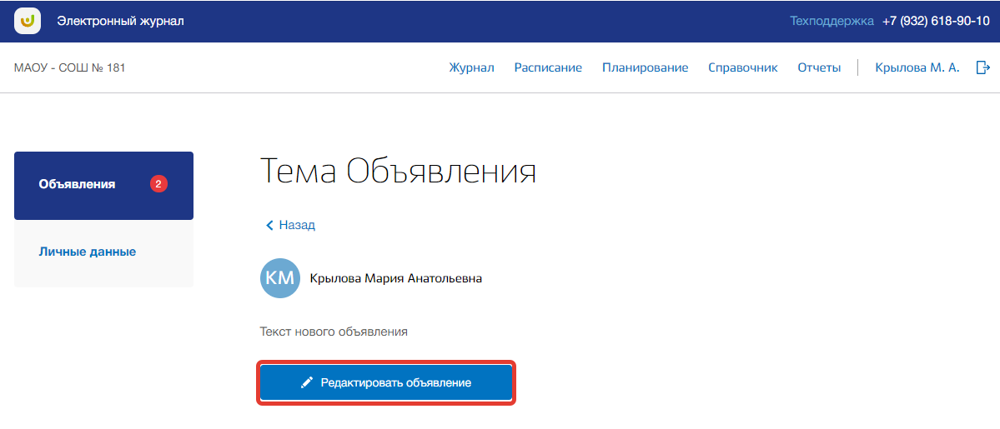 Электронный журнал
Техподдержка +7 (932) 618-90-10
МАОУ - СОШ № 181
Журнал Расписание Планирование Справочник Отчеты Крылова М. А.
Объявления 2
Личные данные
Тема Объявления
Назад
КМ Крылова Мария Анатольевна
Текст нового объявления
Редактировать объявление